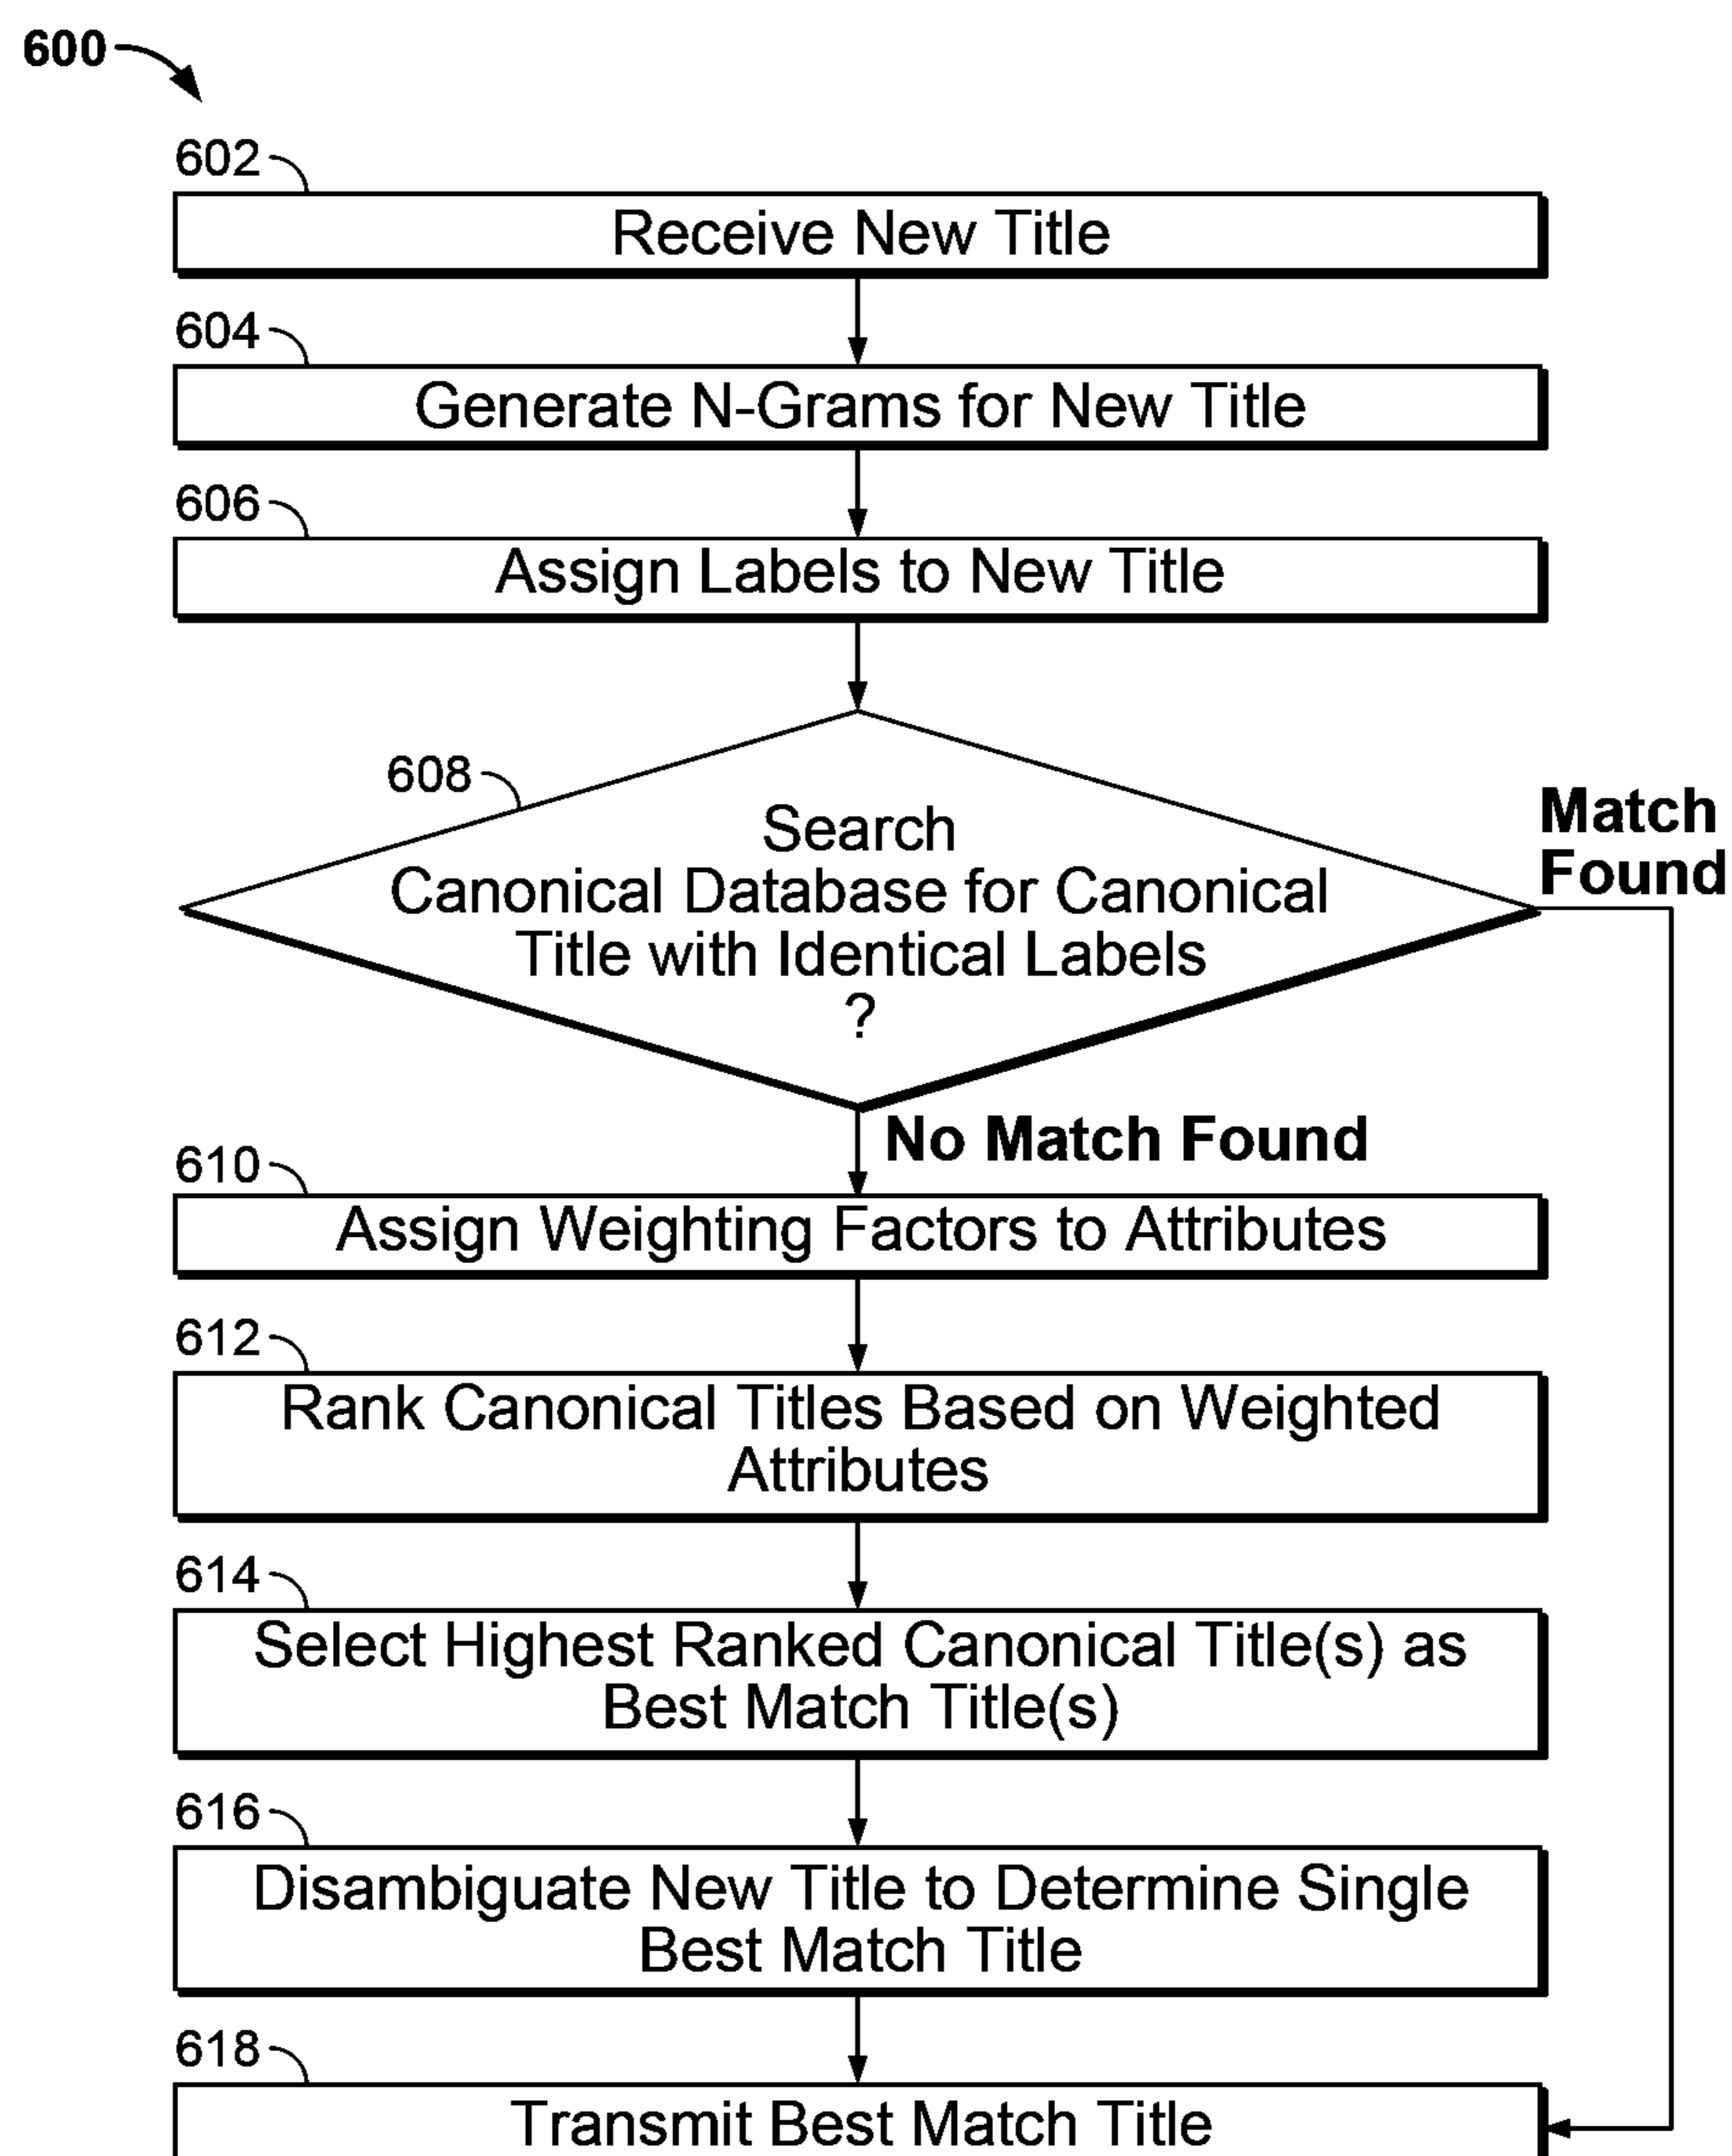 600
602
Receive New Title
604
Generate N-Grams for New Title
606
Assign Labels to New Title
608
Search
Canonical Database for Canonical
Title with Identical Labels
?
Match
Found
No Match Found
610
Assign Weighting Factors to Attributes
612
Rank Canonical Titles Based on Weighted
Attributes
614
Select Highest Ranked Canonical Title(s) as
Best Match Title(s)
616
Disambiguate New Title to Determine Single
Best Match Title
618
Transmit Best Match Title